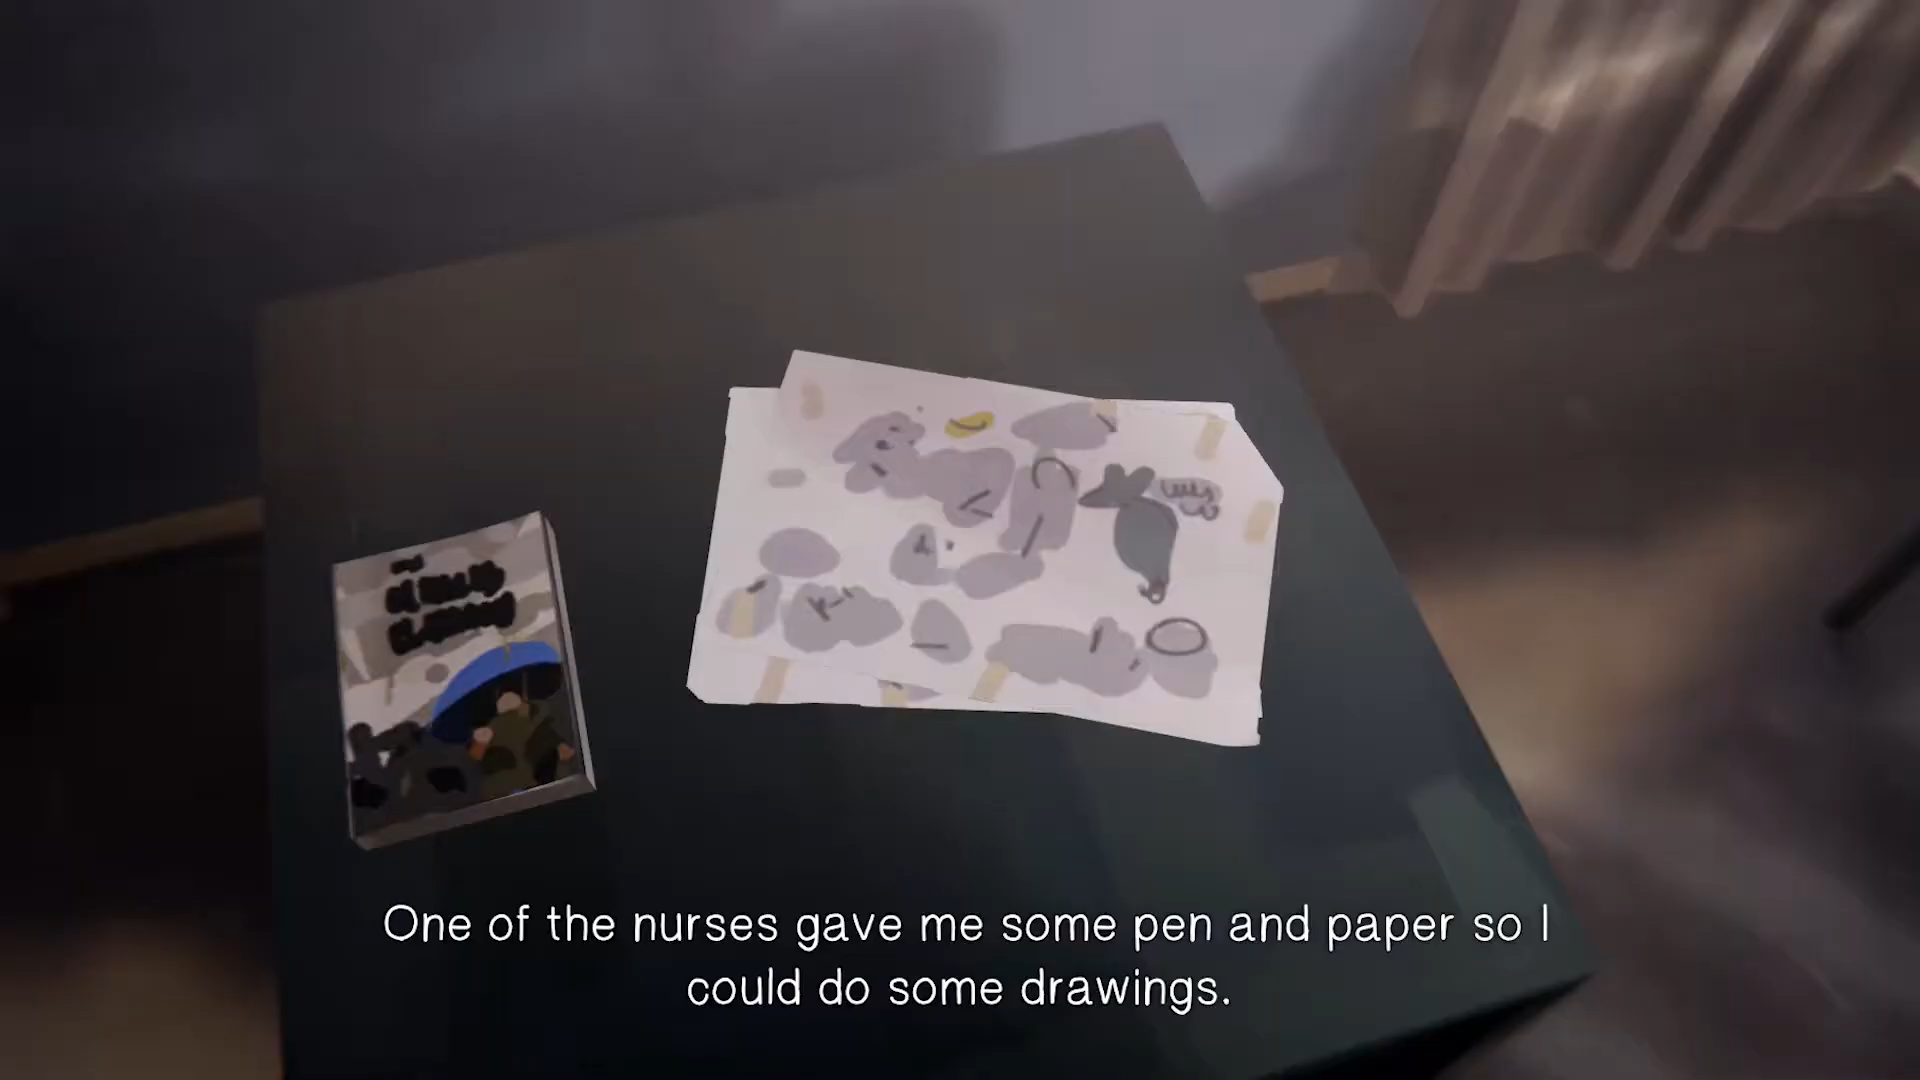 One of the nurses gave me some pen and paper so I
could do some drawings.